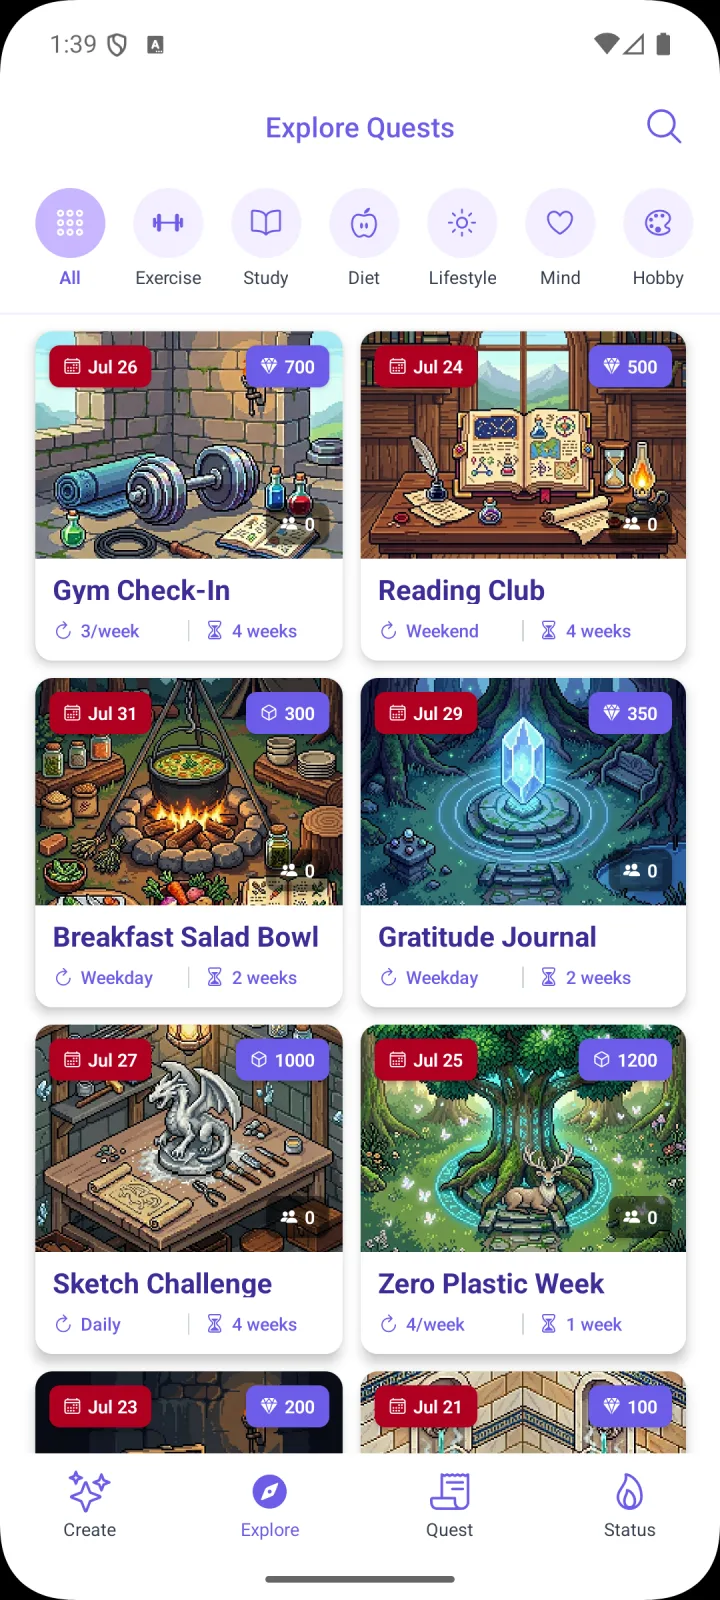 1:39
A
Explore Quests
All
Exercise
Study
Diet
Lifestyle
Mind
Hobby
Jul 26
700
0
Gym Check-In
3/week
4 weeks
Jul 24
500
0
Reading Club
Weekend
4 weeks
Jul 31
300
0
Breakfast Salad Bowl
Weekday
2 weeks
Jul 29
350
0
Gratitude Journal
Weekday
2 weeks
Jul 27
1000
0
Sketch Challenge
Daily
4 weeks
Jul 25
1200
0
Zero Plastic Week
4/week
1 week
Jul 23
200
Jul 21
100
Create
Explore
Quest
Status